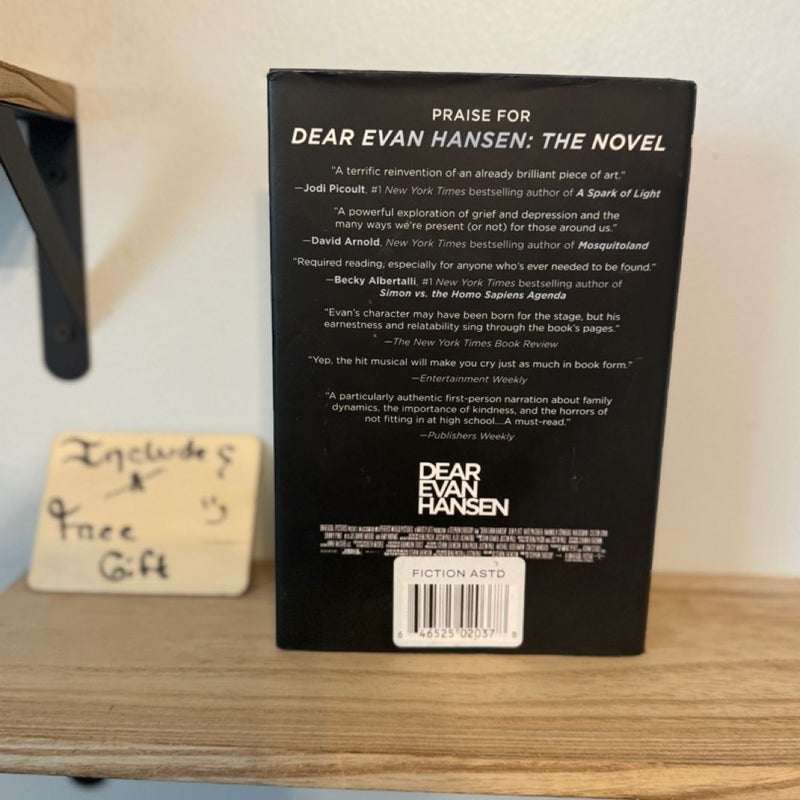 PRAISE FOR
DEAR EVAN HANSEN: THE NOVEL
"A terrific reinvention of an already brilliant piece of art."
—Jodi Picoult, #1 New York Times bestselling author of A Spark of Light
"A powerful exploration of grief and depression and the
many ways we're present (or not) for those around us."
—David Arnold, New York Times bestselling author of Mosquitoland
"Required reading, especially for anyone who's ever needed to be found."
—Becky Albertalli, #1 New York Times bestselling author of
Simon vs. the Homo Sapiens Agenda
"Evan's character may have been born for the stage, but his
earnestness and relatability sing through the book's pages."
—The New York Times Book Review
"Yep, the hit musical will make you cry just as much in book form."
—Entertainment Weekly
"A particularly authentic first-person narration about family
dynamics, the importance of kindness, and the horrors of
not fitting in at high school....A must-read."
—Publishers Weekly
DEAR
EVAN
HANSEN
FICTION ASTD
6 46525 02037 8
Includes
A
Free
Gift